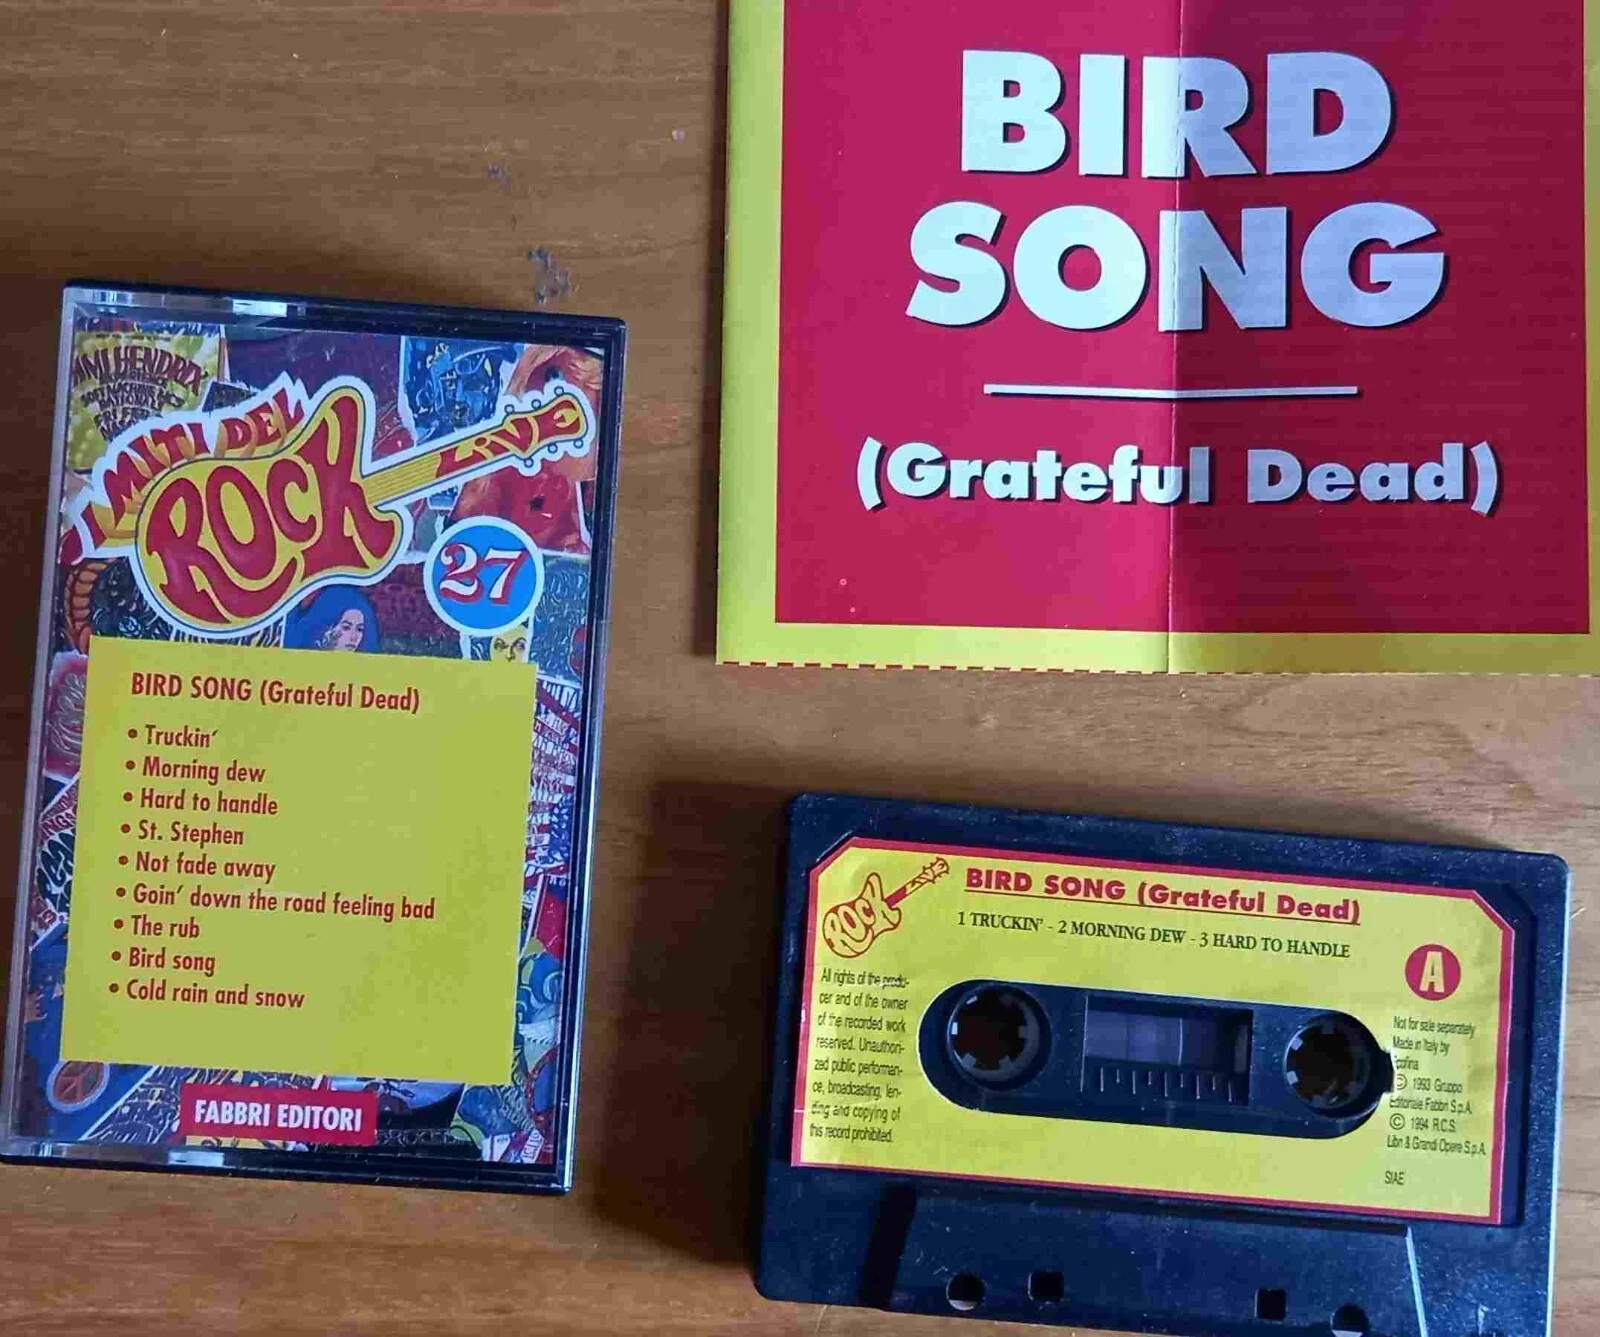 BIRD
SONG
(Grateful Dead)
I MITI DEL
ROCK
LIVE
27
BIRD SONG (Grateful Dead)
• Truckin'
• Morning dew
• Hard to handle
• St. Stephen
• Not fade away
• Goin' down the road feeling bad
• The rub
• Bird song
• Cold rain and snow
FABBRI EDITORI
ROCK
LIVE
BIRD SONG (Grateful Dead)
1 TRUCKIN' - 2 MORNING DEW - 3 HARD TO HANDLE
A
All rights of the produ-
cer and of the owner
of the recorded work
reserved. Unauthori-
zed public performan-
ce, broadcasting, len-
ding and copying of
this record prohibited.
Not for sale separately
Made in Italy by
1993 Gruppo
Editoriale Fabbri S.p.A.
© 1994 R.C.S.
Libri & Grandi Opere S.p.A.
SIAE